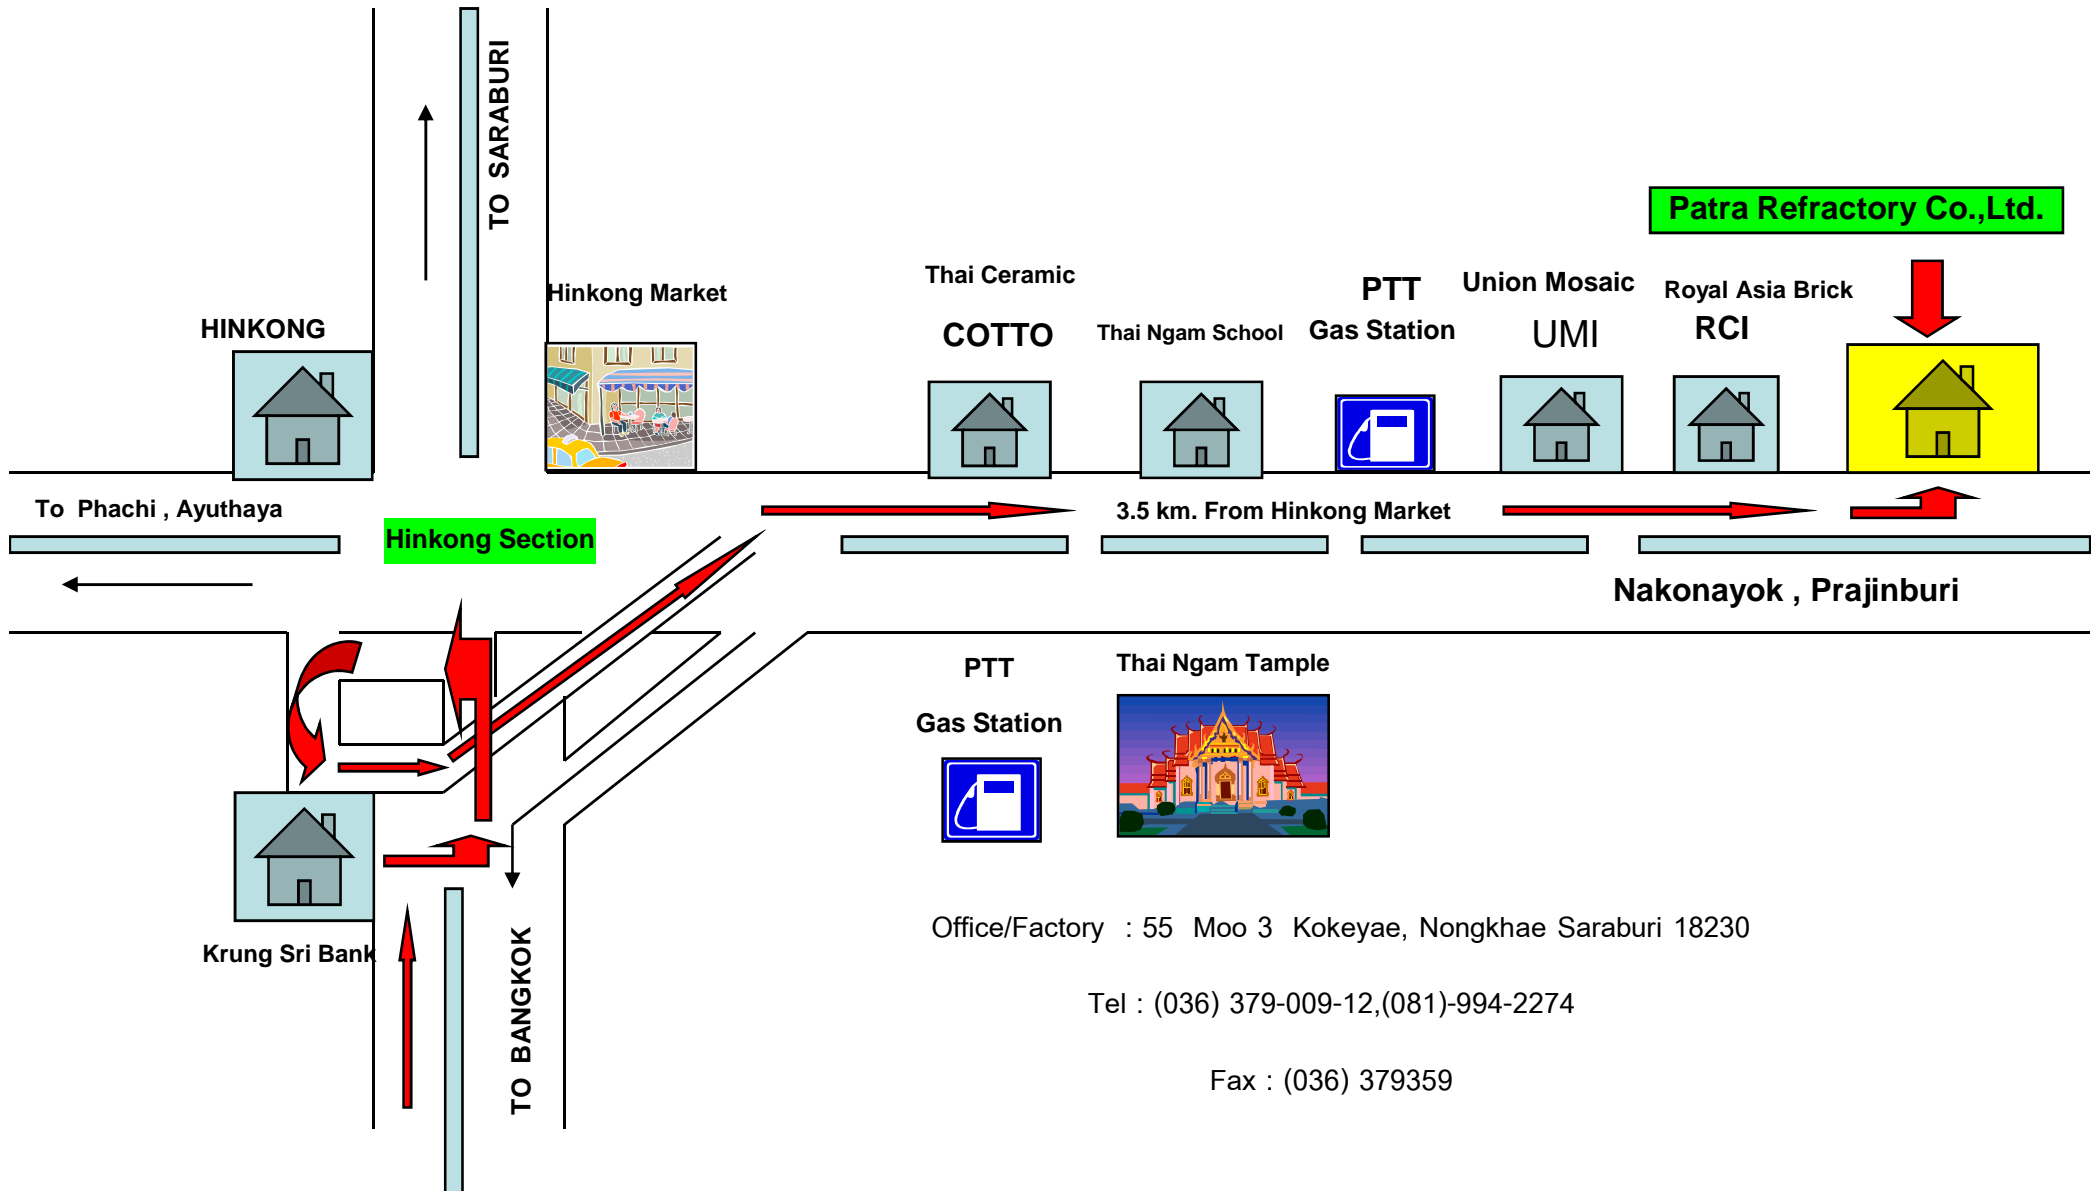 TO SARABURI
Patra Refractory Co.,Ltd.
Hinkong Market
HINKONG
Thai Ceramic
COTTO
Thai Ngam School
PTT
Gas Station
Union Mosaic
UMI
Royal Asia Brick
RCI
To Phachi , Ayuthaya
Hinkong Section
3.5 km. From Hinkong Market
Nakonayok , Prajinburi
PTT
Gas Station
Thai Ngam Tample
Krung Sri Bank
TO BANGKOK
Office/Factory : 55 Moo 3 Kokeyae, Nongkhae Saraburi 18230
Tel : (036) 379-009-12,(081)-994-2274
Fax : (036) 379359